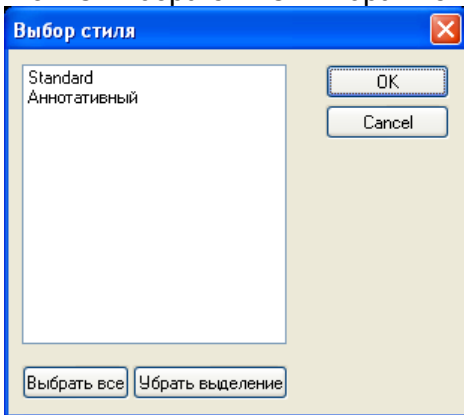 Выбор стиля
Standard
Аннотативный
OK
Cancel
Выбрать все
Убрать выделение